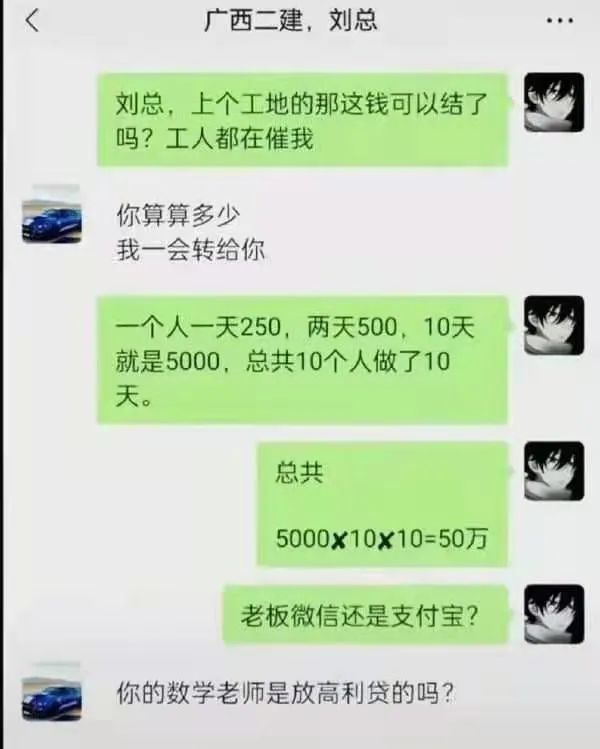 广西二建，刘总
刘总，上个工地的那这钱可以结了
吗？工人都在催我
你算算多少
我一会转给你
一个人一天250，两天500，10天
就是5000，总共10个人做了10
天。
总共
5000✘10✘10=50万
老板微信还是支付宝？
你的数学老师是放高利贷的吗？